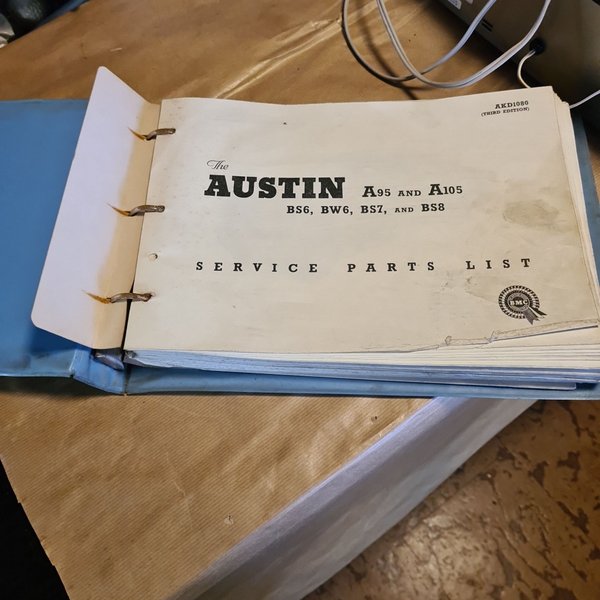 AKD1080
(THIRD EDITION)
The
AUSTIN A95 AND A105
BS6, BW6, BS7, AND BS8
SERVICE PARTS LIST
BMC